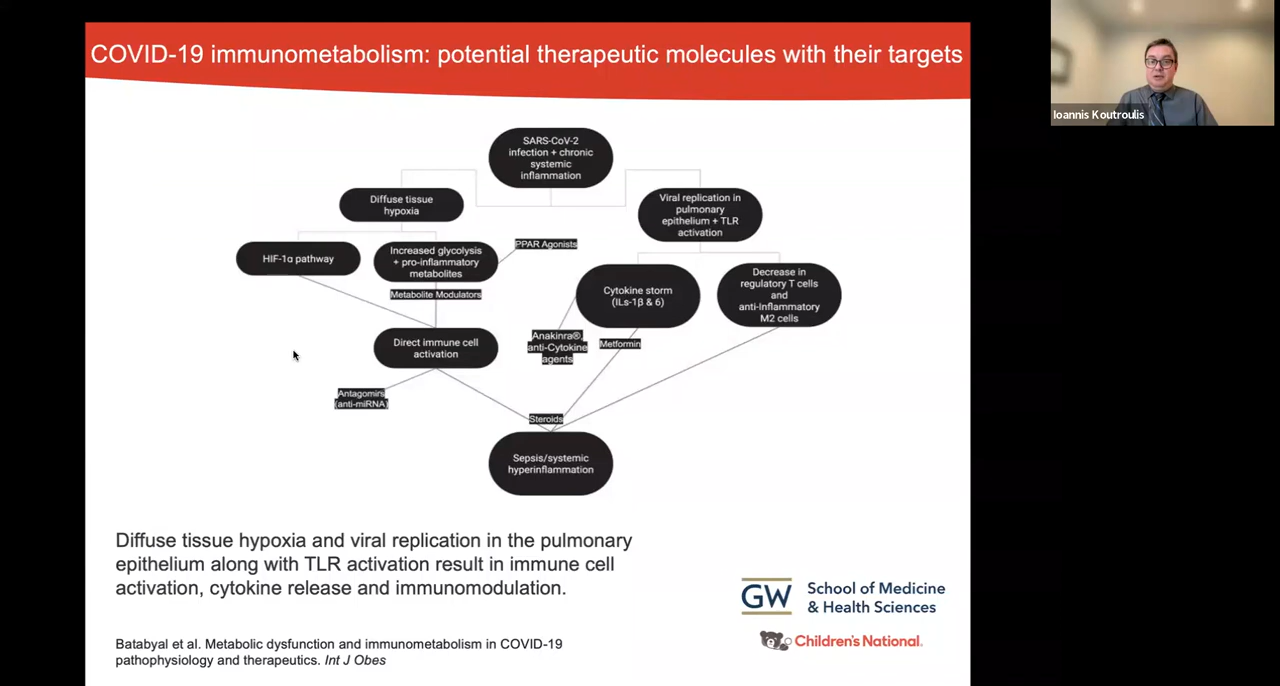 COVID-19 immunometabolism: potential therapeutic molecules with their targets
Ioannis Koutroulis
SARS-CoV-2
infection + chronic
systemic
inflammation
Diffuse tissue
hypoxia
Viral replication in
pulmonary
epithelium + TLR
activation
HIF-1α pathway
Increased glycolysis
+ pro-inflammatory
metabolites
PPAR Agonists
Metabolite Modulators
Cytokine storm
(ILs-1β & 6)
Decrease in
regulatory T cells
and
anti-Inflammatory
M2 cells
Direct immune cell
activation
Anakinra®,
anti-Cytokine
agents
Metformin
Antagomirs
(anti-miRNA)
Steroids
Sepsis/systemic
hyperinflammation
Diffuse tissue hypoxia and viral replication in the pulmonary
epithelium along with TLR activation result in immune cell
activation, cytokine release and immunomodulation.
GW School of Medicine
& Health Sciences
Children's National.
Batabyal et al. Metabolic dysfunction and immunometabolism in COVID-19
pathophysiology and therapeutics. Int J Obes